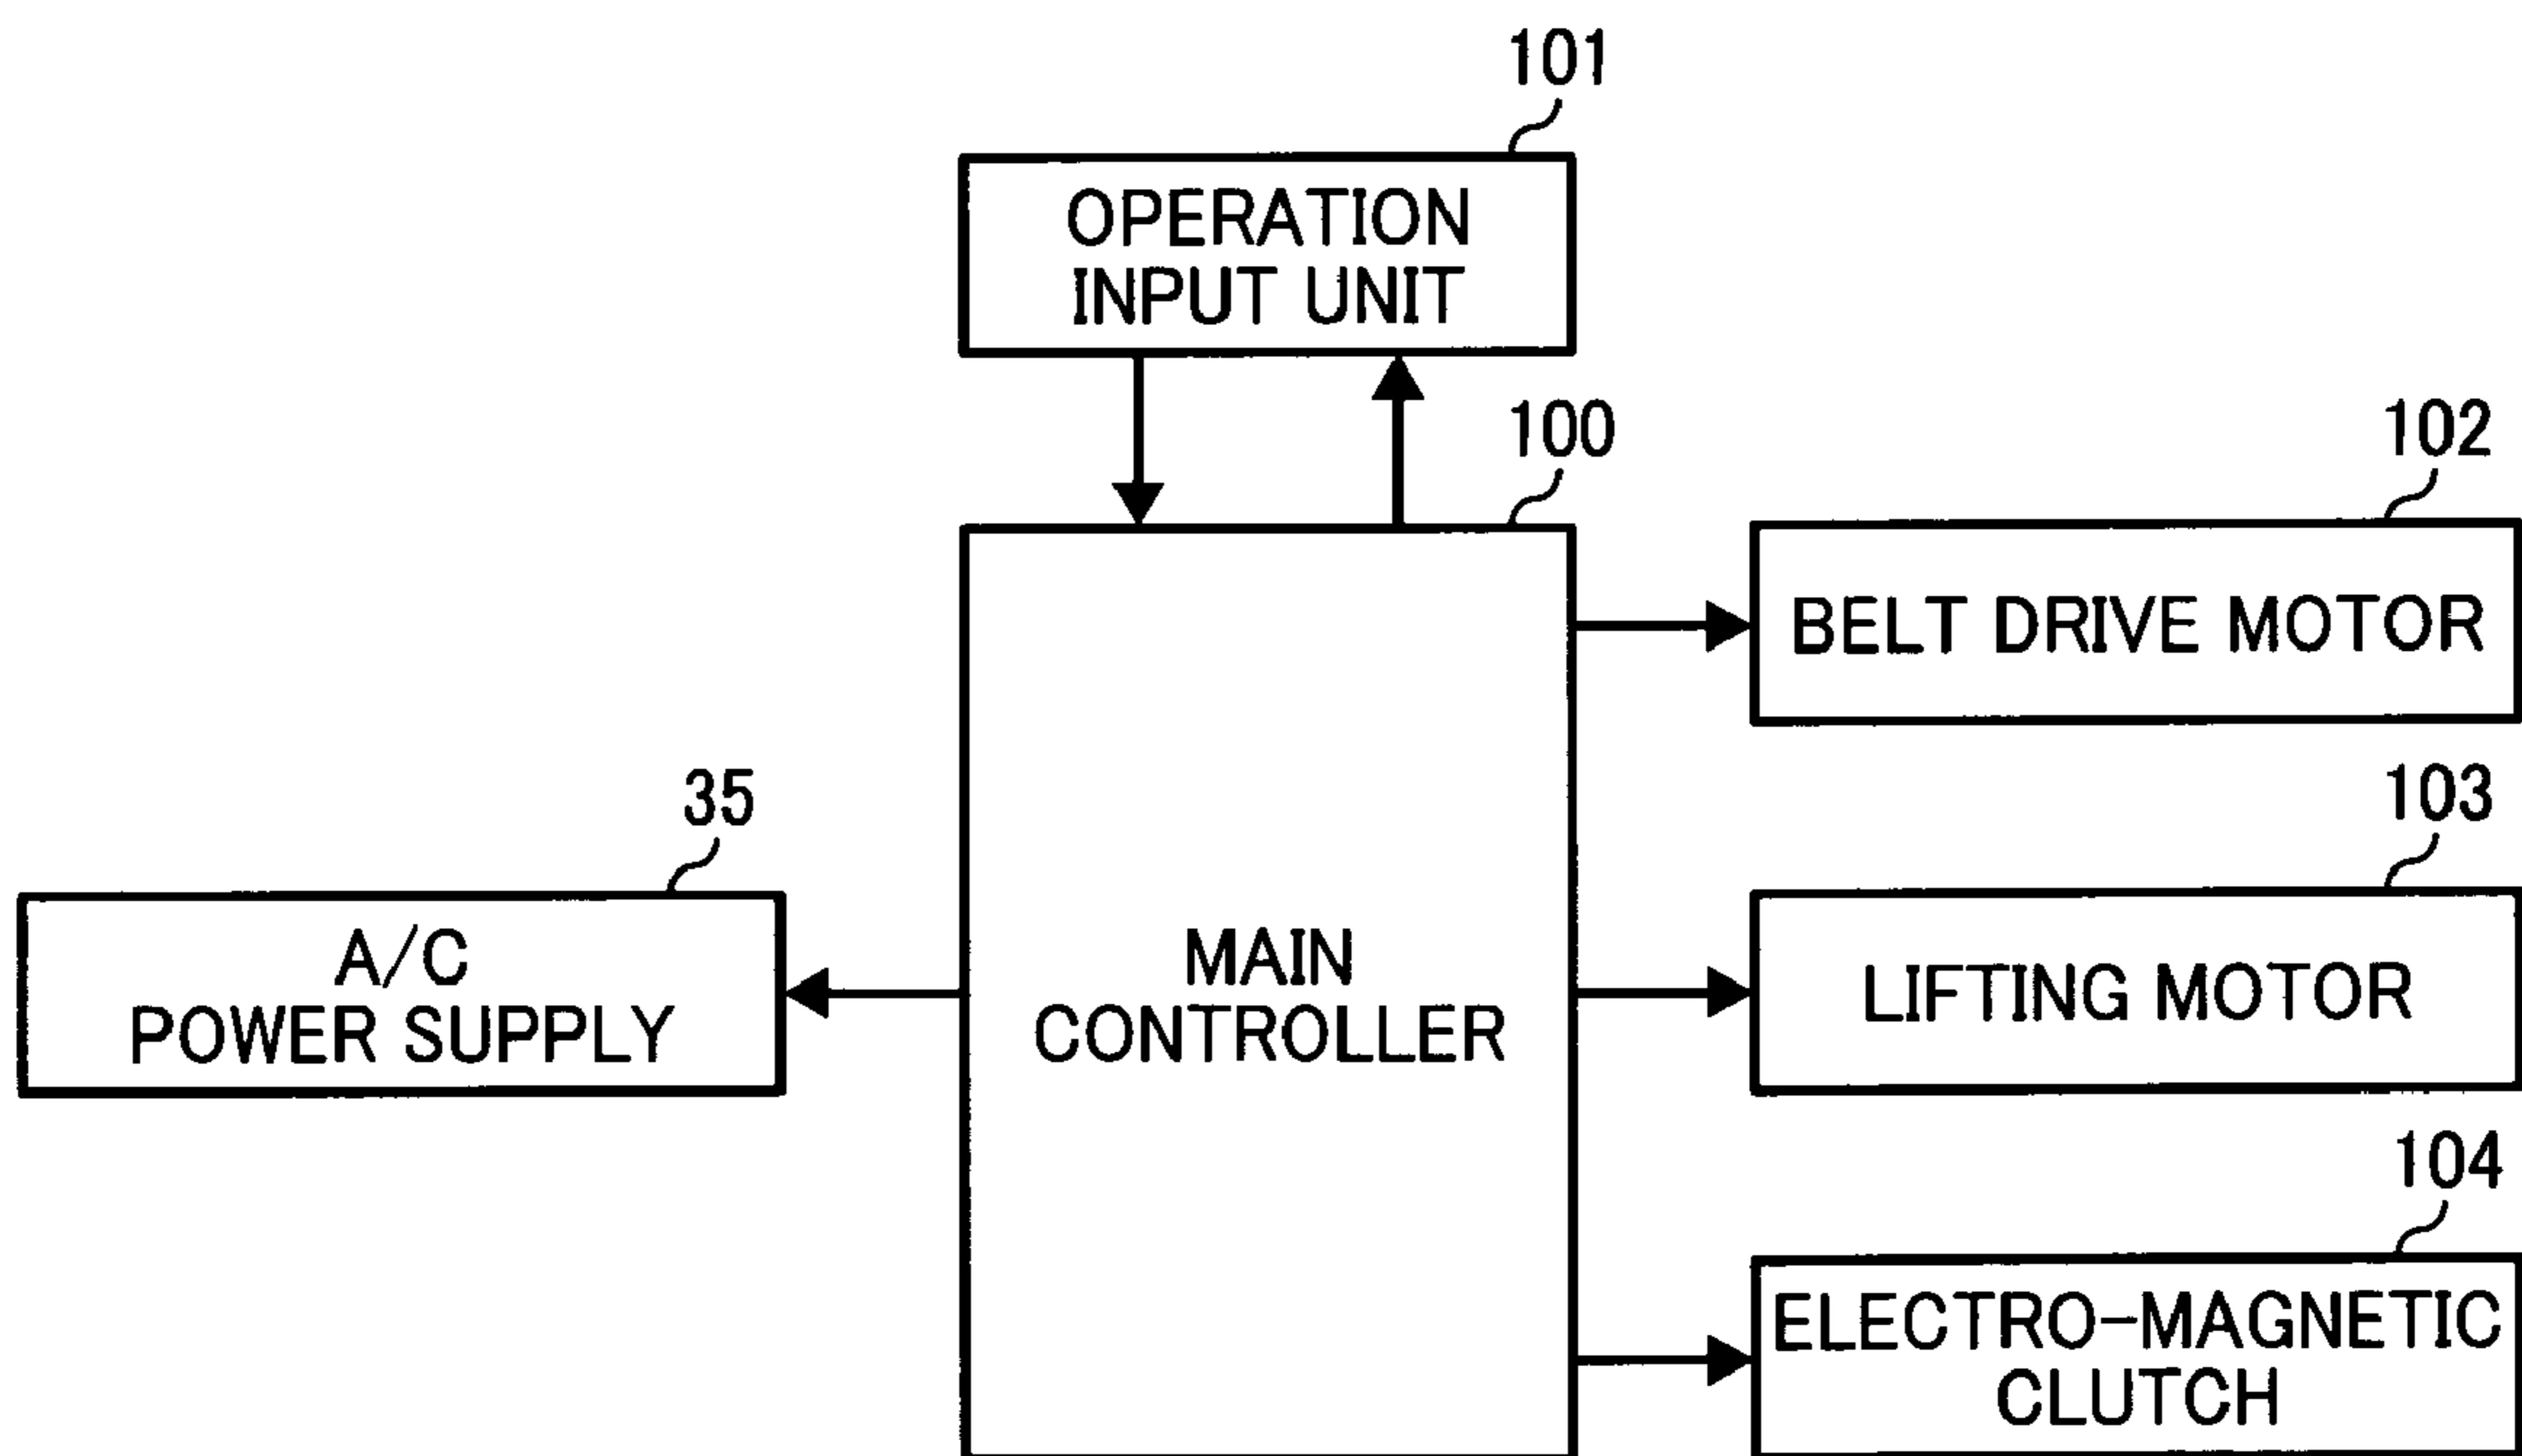 101
OPERATION
INPUT UNIT
100
102
BELT DRIVE MOTOR
35
103
A/C
POWER SUPPLY
MAIN
CONTROLLER
LIFTING MOTOR
104
ELECTRO-MAGNETIC
CLUTCH